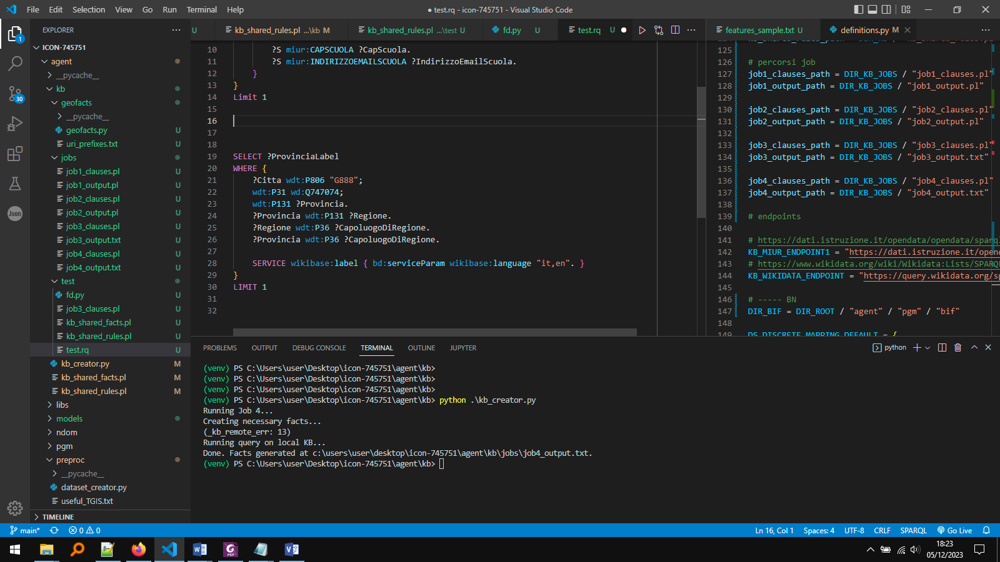 File Edit Selection View Go Run Terminal Help
● test.rq - icon-745751 - Visual Studio Code
EXPLORER
ICON-745751
agent
__pycache__
kb
geofacts
__pycache__
geofacts.py U
uri_prefixes.txt U
jobs
job1_clauses.pl U
job1_output.pl U
job2_clauses.pl U
job2_output.pl U
job3_clauses.pl U
job3_output.txt U
job4_clauses.pl U
job4_output.txt U
test
fd.py U
job3_clauses.pl U
kb_shared_facts.pl U
kb_shared_rules.pl U
test.rq U
kb_creator.py M
kb_shared_facts.pl M
kb_shared_rules.pl M
libs
models
ndom
pgm
preproc
__pycache__
dataset_creator.py
useful_TGIS.txt
TIMELINE
1
30
Json
U kb_shared_rules.pl ...\kb M kb_shared_rules.pl ...\test U fd.py U test.rq U
10 ?S miur:CAPSCUOLA ?CapScuola.
11 ?S miur:INDIRIZZOEMAILSCUOLA ?IndirizzoEmailScuola.
12 }
13 }
14 Limit 1
15
16
17
18
19 SELECT ?ProvinciaLabel
20 WHERE {
21 ?Citta wdt:P806 "G888";
22 wdt:P31 wd:Q747074;
23 wdt:P131 ?Provincia.
24 ?Provincia wdt:P131 ?Regione.
25 ?Regione wdt:P36 ?CapoluogoDiRegione.
26 ?Provincia wdt:P36 ?CapoluogoDiRegione.
27
28 SERVICE wikibase:label { bd:serviceParam wikibase:language "it,en". }
29 }
30 LIMIT 1
31
32
features_sample.txt U definitions.py M
125
126 # percorsi job
127 job1_clauses_path = DIR_KB_JOBS / "job1_clauses.pl"
128 job1_output_path = DIR_KB_JOBS / "job1_output.pl"
129
130 job2_clauses_path = DIR_KB_JOBS / "job2_clauses.pl"
131 job2_output_path = DIR_KB_JOBS / "job2_output.pl"
132
133 job3_clauses_path = DIR_KB_JOBS / "job3_clauses.pl"
134 job3_output_path = DIR_KB_JOBS / "job3_output.txt"
135
136 job4_clauses_path = DIR_KB_JOBS / "job4_clauses.pl"
137 job4_output_path = DIR_KB_JOBS / "job4_output.txt"
138
139 # endpoints
140
141 # https://dati.istruzione.it/opendata/opendata/sparql
142 KB_MIUR_ENDPOINT1 = "https://dati.istruzione.it/opend
143 # https://www.wikidata.org/wiki/Wikidata:Lists/SPARQL
144 KB_WIKIDATA_ENDPOINT = "https://query.wikidata.org/sp
145
146 # ----- BN
147 DIR_BIF = DIR_ROOT / "agent" / "pgm" / "bif"
148
149 DS_DISCRETE_MAPPING_DEFAULT = {
PROBLEMS OUTPUT DEBUG CONSOLE TERMINAL OUTLINE JUPYTER
python
(venv) PS C:\Users\user\Desktop\icon-745751\agent\kb>
(venv) PS C:\Users\user\Desktop\icon-745751\agent\kb>
(venv) PS C:\Users\user\Desktop\icon-745751\agent\kb>
(venv) PS C:\Users\user\Desktop\icon-745751\agent\kb> python .\kb_creator.py
Running Job 4...
Creating necessary facts...
(_kb_remote_err: 13)
Running query on local KB...
Done. Facts generated at c:\users\user\desktop\icon-745751\agent\kb\jobs\job4_output.txt.
(venv) PS C:\Users\user\Desktop\icon-745751\agent\kb>
main* 0 0
Ln 16, Col 1 Spaces: 4 UTF-8 CRLF SPARQL Go Live
18:23
05/12/2023